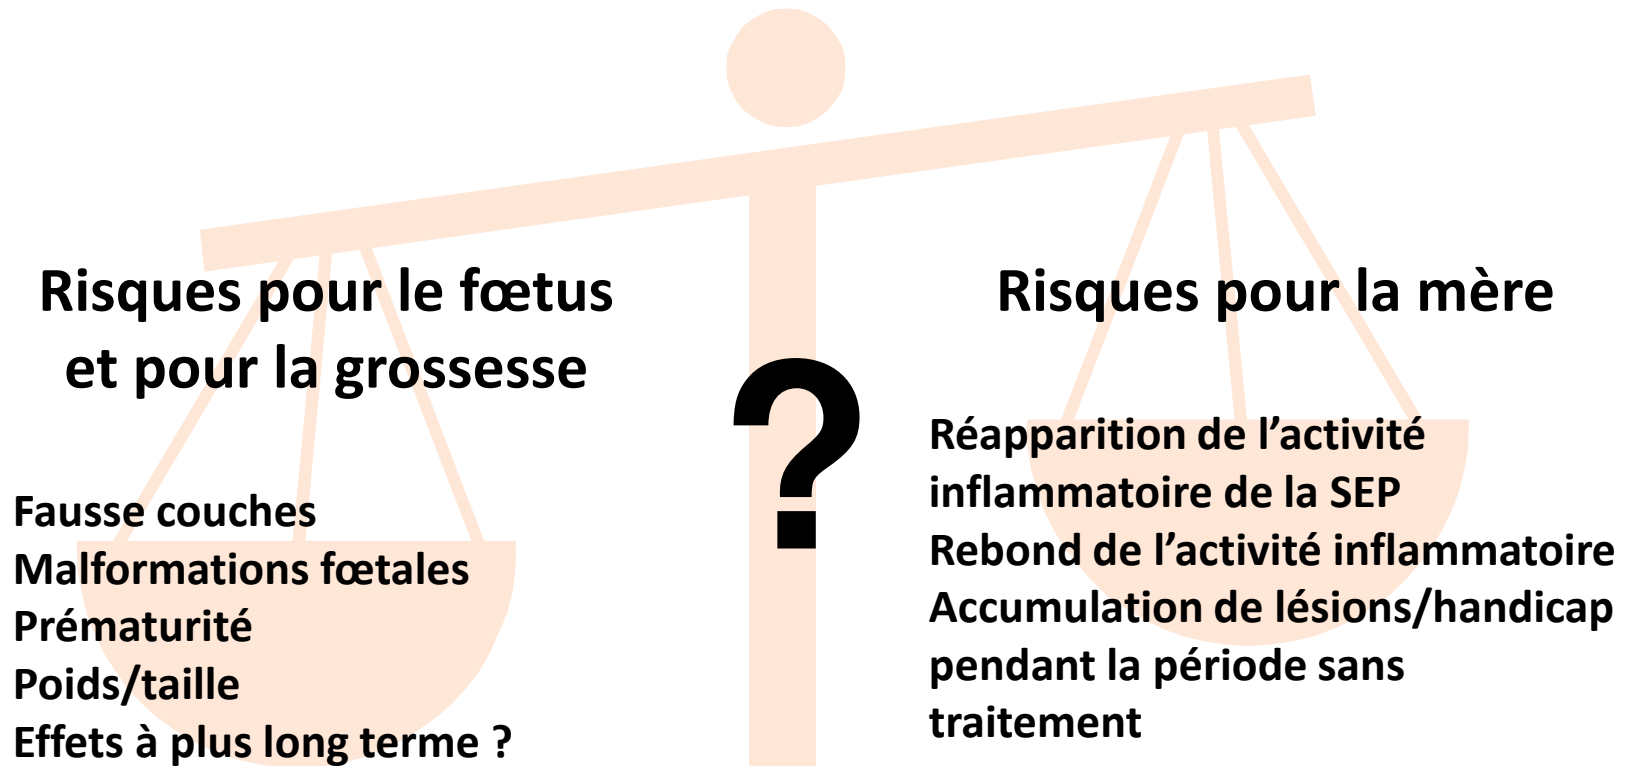 Risques pour le fœtus
et pour la grossesse
Fausse couches
Malformations fœtales
Prématurité
Poids/taille
Effets à plus long terme ?
?
Risques pour la mère
Réapparition de l’activité
inflammatoire de la SEP
Rebond de l’activité inflammatoire
Accumulation de lésions/handicap
pendant la période sans
traitement